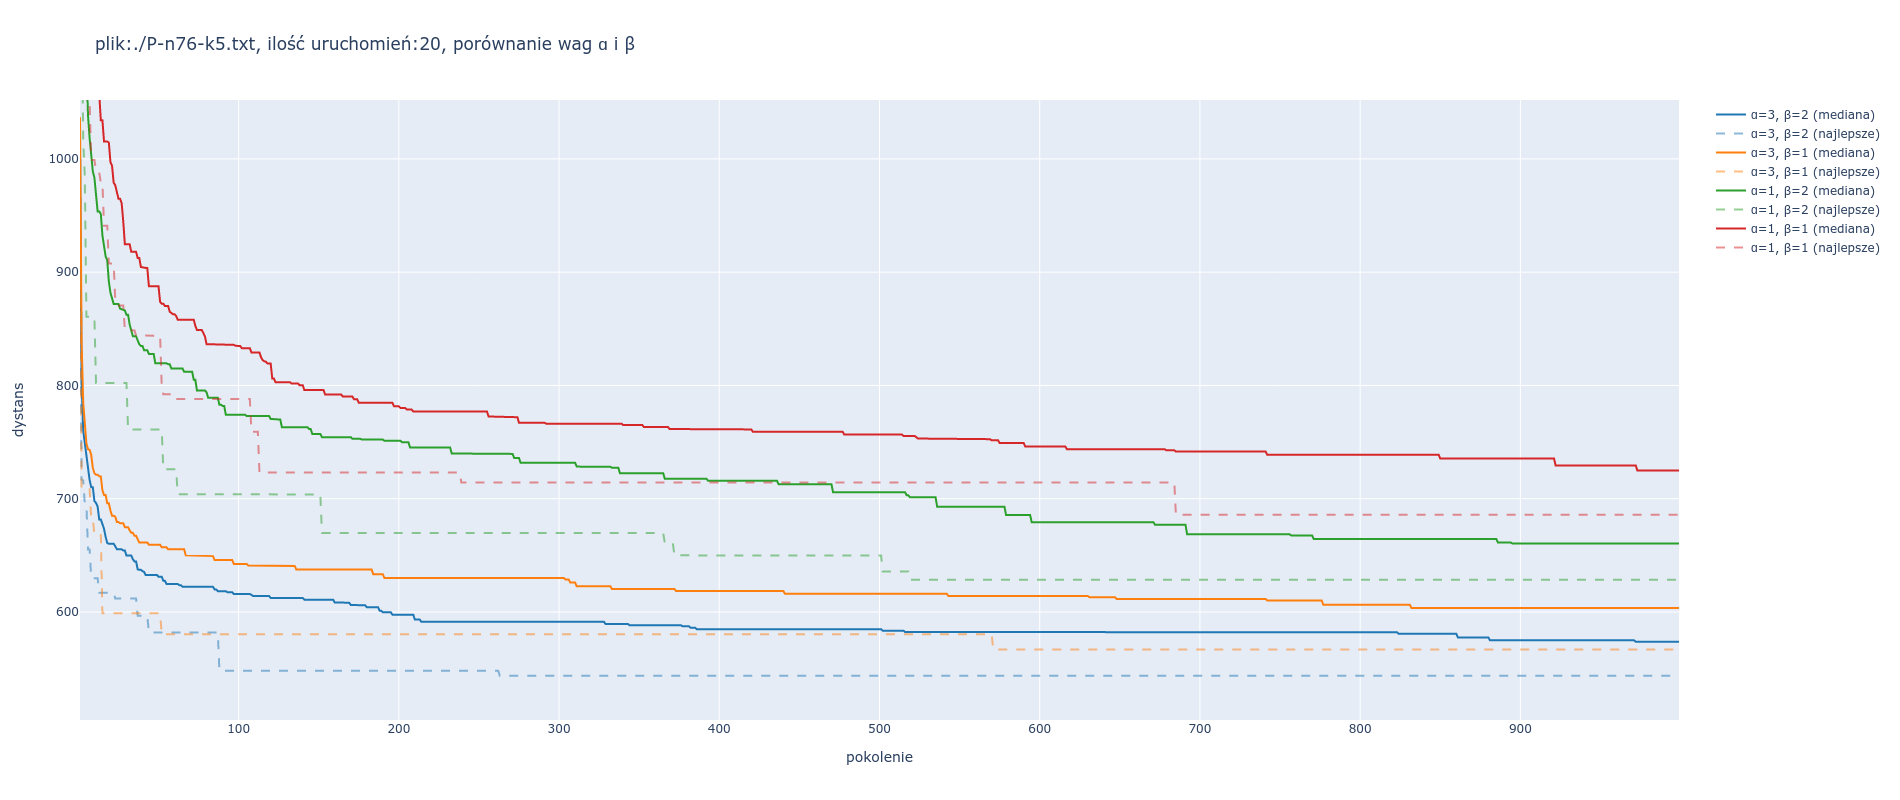 plik:./P-n76-k5.txt, ilość uruchomień:20, porównanie wag α i β
α=3, β=2 (mediana)
α=3, β=2 (najlepsze)
α=3, β=1 (mediana)
α=3, β=1 (najlepsze)
α=1, β=2 (mediana)
α=1, β=2 (najlepsze)
α=1, β=1 (mediana)
α=1, β=1 (najlepsze)
1000
900
800
700
600
dystans
100 200 300 400 500 600 700 800 900
pokolenie